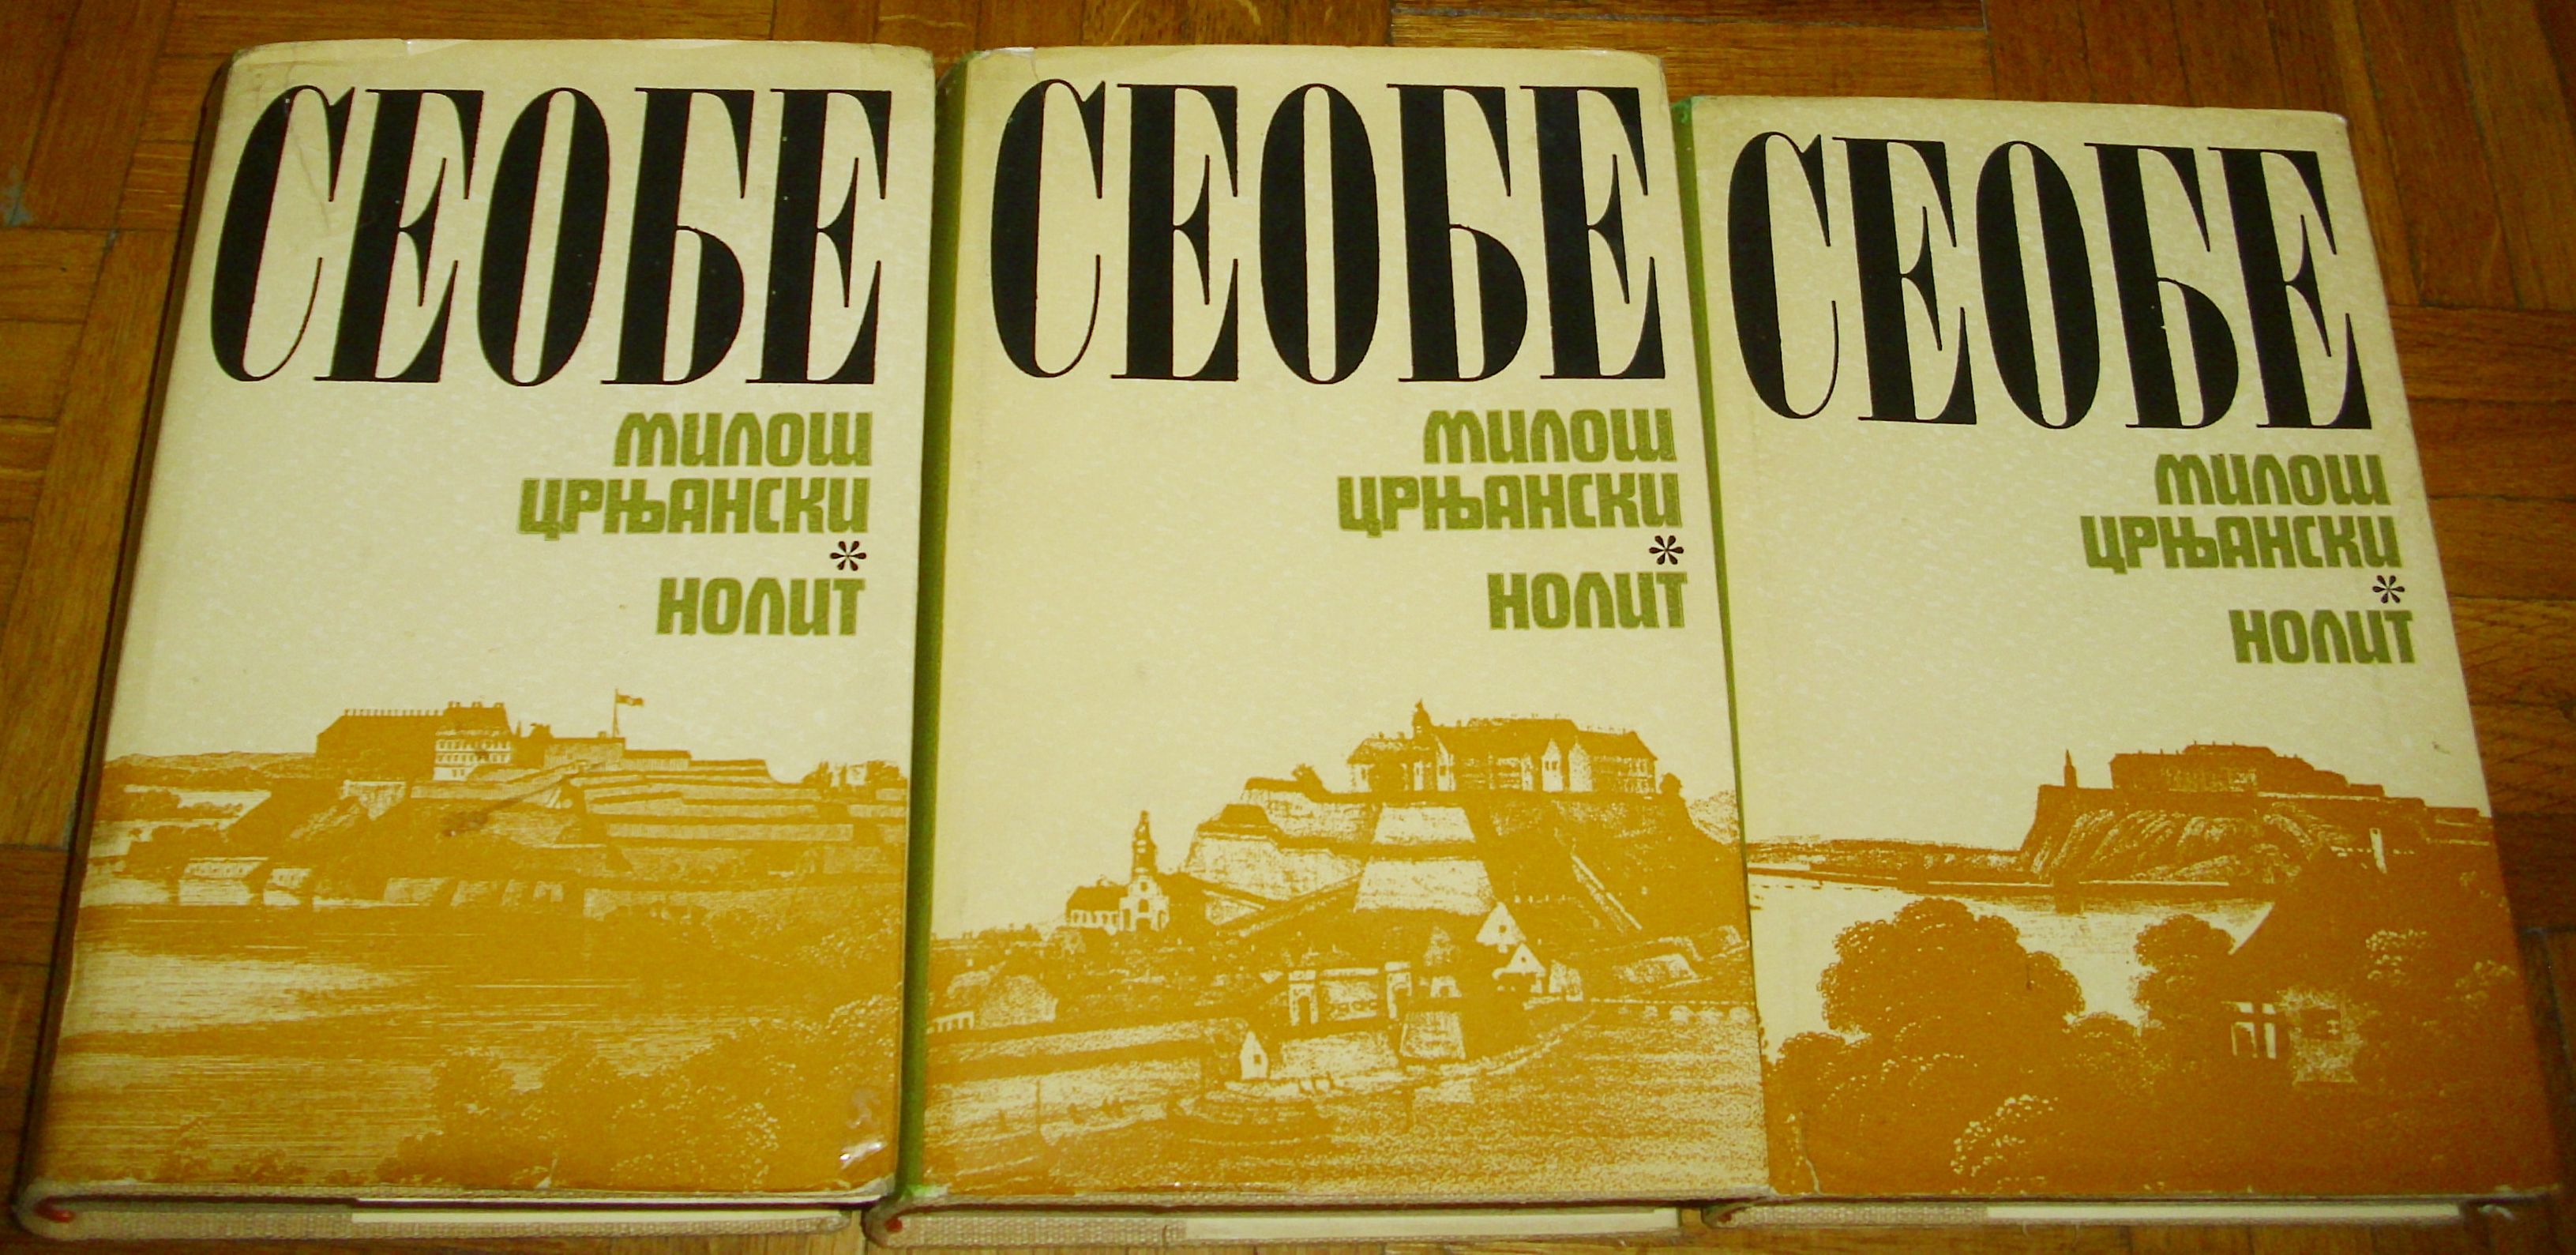 СЕОБЕ
МИЛОШ
ЦРЊАНСКИ
*
НОЛИТ
СЕОБЕ
МИЛОШ
ЦРЊАНСКИ
*
НОЛИТ
СЕОБЕ
МИЛОШ
ЦРЊАНСКИ
*
НОЛИТ